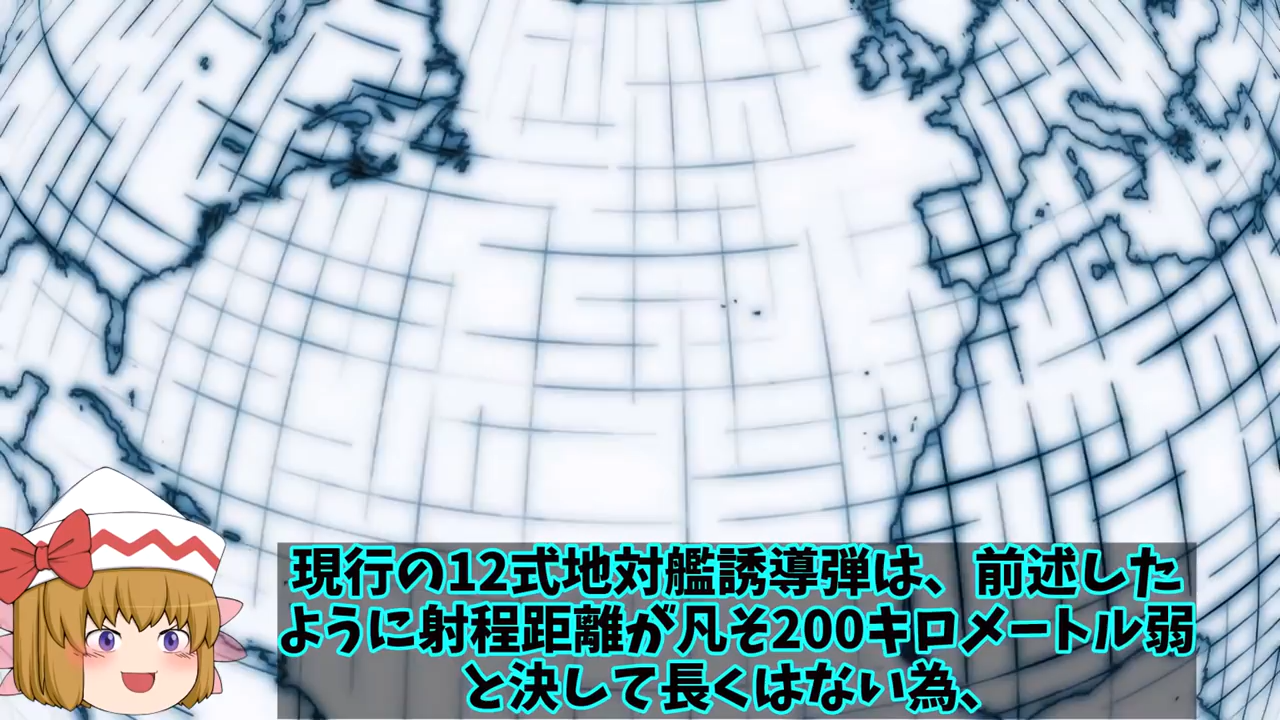 現行の12式地対艦誘導弾は、前述した
ように射程距離が凡そ200キロメートル弱
と決して長くはない為、